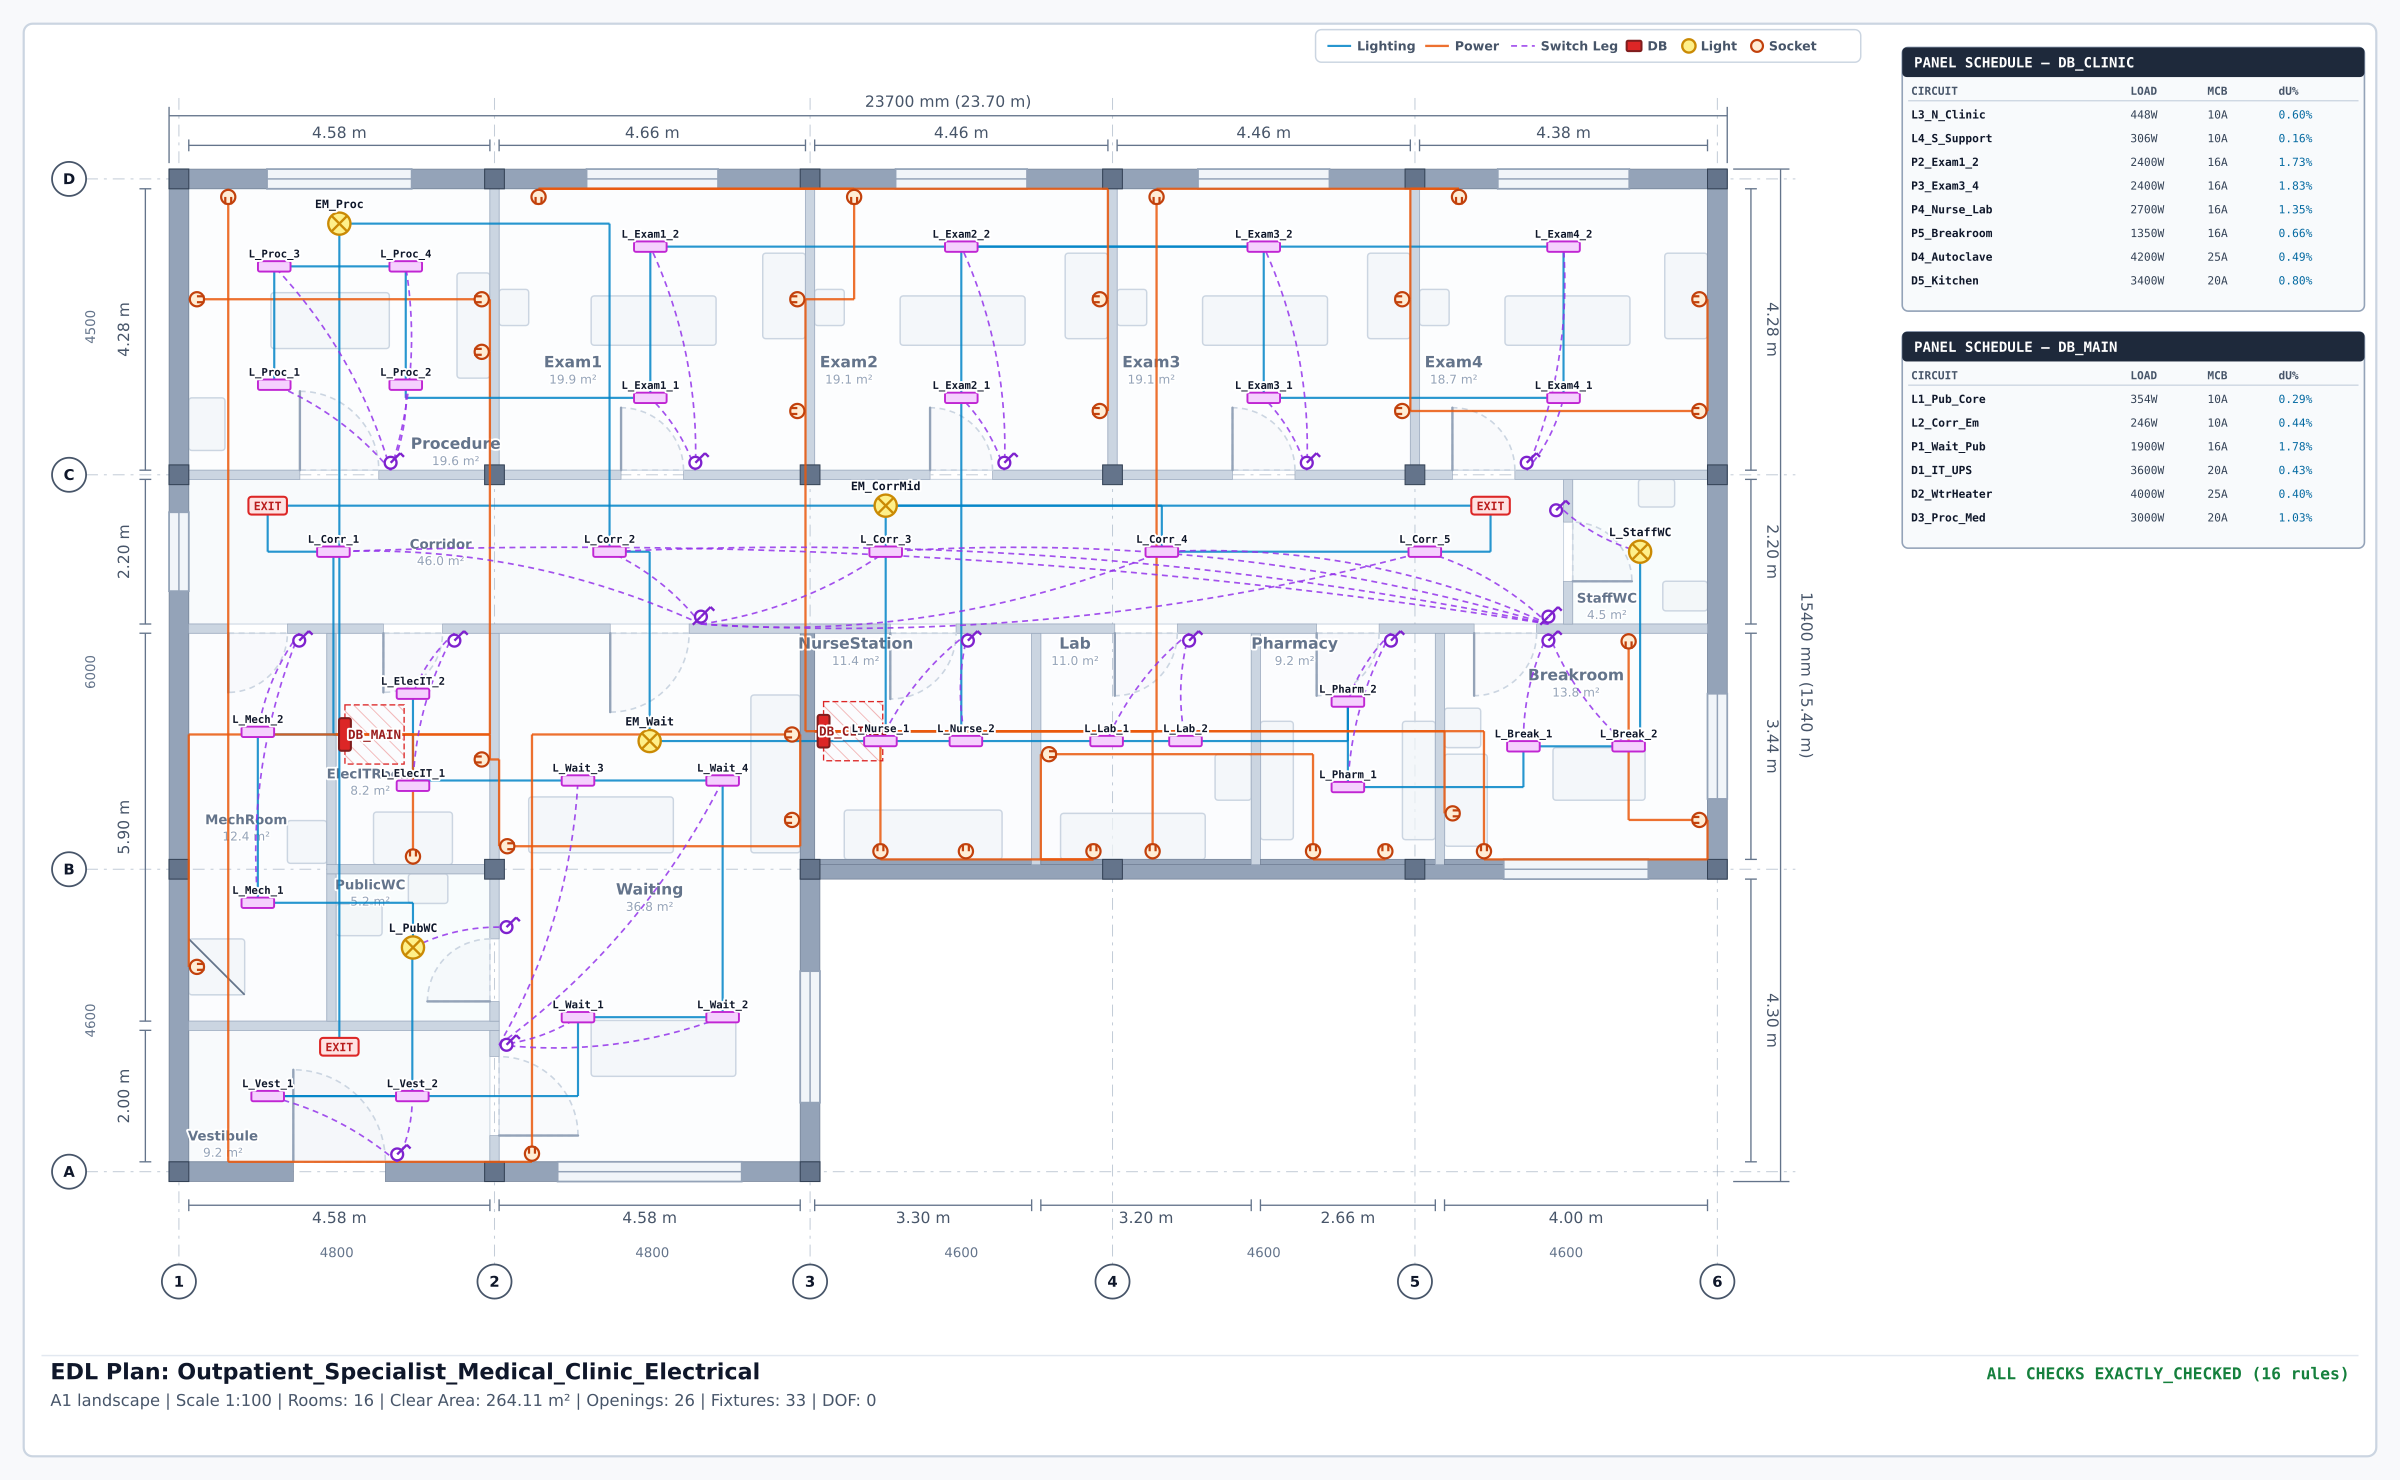 Lighting Power Switch Leg DB Light Socket
PANEL SCHEDULE — DB_CLINIC
CIRCUIT LOAD MCB dU%
L3_N_Clinic 448W 10A 0.60%
L4_S_Support 306W 10A 0.16%
P2_Exam1_2 2400W 16A 1.73%
P3_Exam3_4 2400W 16A 1.83%
P4_Nurse_Lab 2700W 16A 1.35%
P5_Breakroom 1350W 16A 0.66%
D4_Autoclave 4200W 25A 0.49%
D5_Kitchen 3400W 20A 0.80%
PANEL SCHEDULE — DB_MAIN
CIRCUIT LOAD MCB dU%
L1_Pub_Core 354W 10A 0.29%
L2_Corr_Em 246W 10A 0.44%
P1_Wait_Pub 1900W 16A 1.78%
D1_IT_UPS 3600W 20A 0.43%
D2_WtrHeater 4000W 25A 0.40%
D3_Proc_Med 3000W 20A 1.03%
23700 mm (23.70 m)
4.58 m 4.66 m 4.46 m 4.46 m 4.38 m
D
EM_Proc
L_Proc_3 L_Proc_4
L_Exam1_2 L_Exam2_2 L_Exam3_2 L_Exam4_2
4500
4.28 m
4.28 m
Exam1 Exam2 Exam3 Exam4
19.9 m² 19.1 m² 19.1 m² 18.7 m²
L_Proc_1 L_Proc_2
L_Exam1_1 L_Exam2_1 L_Exam3_1 L_Exam4_1
Procedure
19.6 m²
C
EM_CorrMid
EXIT EXIT
L_StaffWC
L_Corr_1 L_Corr_2 L_Corr_3 L_Corr_4 L_Corr_5
Corridor
46.0 m²
2.20 m
2.20 m
StaffWC
4.5 m²
15400 mm (15.40 m)
NurseStation Lab Pharmacy
11.4 m² 11.0 m² 9.2 m²
6000
Breakroom
13.8 m²
L_ElecIT_2
L_Pharm_2
L_Mech_2
EM_Wait
DB_MAIN
L_Nurse_1 L_Nurse_2 L_Lab_1 L_Lab_2
L_Break_1 L_Break_2
3.44 m
L_ElecIT_1
8.2 m²
L_Wait_3 L_Wait_4
L_Pharm_1
MechRoom
12.4 m²
5.90 m
B
L_Mech_1
PublicWC
5.2 m²
Waiting
36.8 m²
L_PubWC
L_Wait_1 L_Wait_2
4600
4.30 m
EXIT
L_Vest_1 L_Vest_2
2.00 m
Vestibule
9.2 m²
A
4.58 m 4.58 m 3.30 m 3.20 m 2.66 m 4.00 m
4800 4800 4600 4600 4600
1 2 3 4 5 6
EDL Plan: Outpatient_Specialist_Medical_Clinic_Electrical
A1 landscape | Scale 1:100 | Rooms: 16 | Clear Area: 264.11 m² | Openings: 26 | Fixtures: 33 | DOF: 0
ALL CHECKS EXACTLY_CHECKED (16 rules)